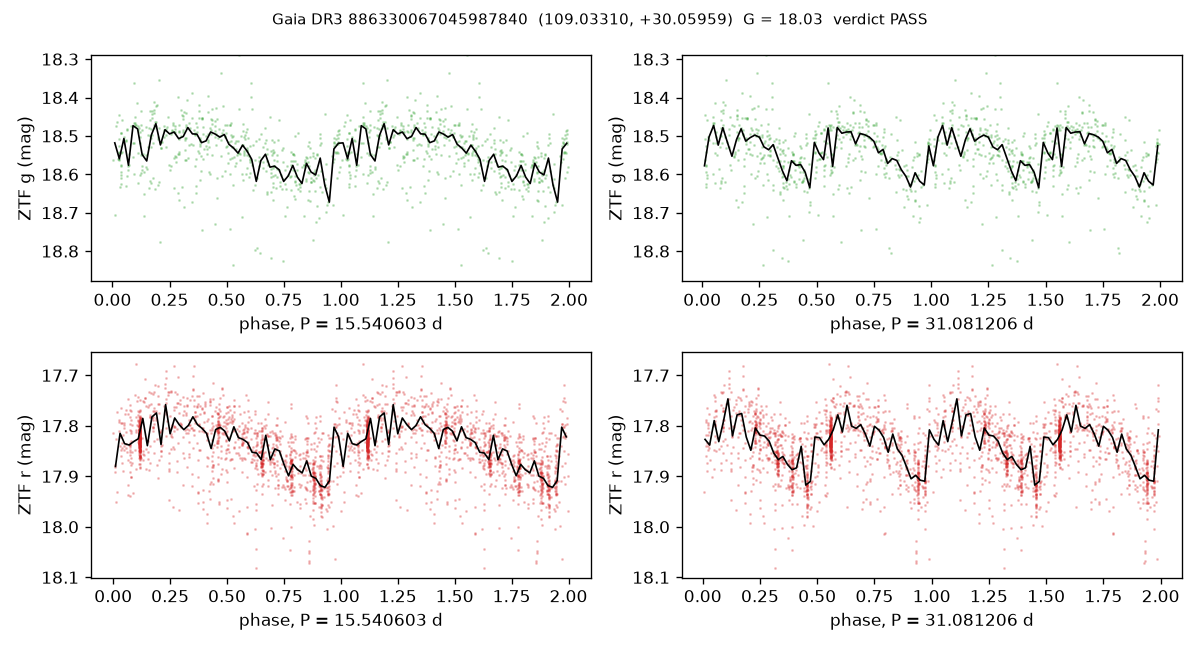 Gaia DR3 886330067045987840 (109.03310, +30.05959) G = 18.03 verdict PASS
ZTF g (mag)
18.3
18.4
18.5
18.6
18.7
18.8
0.00 0.25 0.50 0.75 1.00 1.25 1.50 1.75 2.00
phase, P = 15.540603 d
ZTF g (mag)
18.3
18.4
18.5
18.6
18.7
18.8
0.00 0.25 0.50 0.75 1.00 1.25 1.50 1.75 2.00
phase, P = 31.081206 d
ZTF r (mag)
17.7
17.8
17.9
18.0
18.1
0.00 0.25 0.50 0.75 1.00 1.25 1.50 1.75 2.00
phase, P = 15.540603 d
ZTF r (mag)
17.7
17.8
17.9
18.0
18.1
0.00 0.25 0.50 0.75 1.00 1.25 1.50 1.75 2.00
phase, P = 31.081206 d